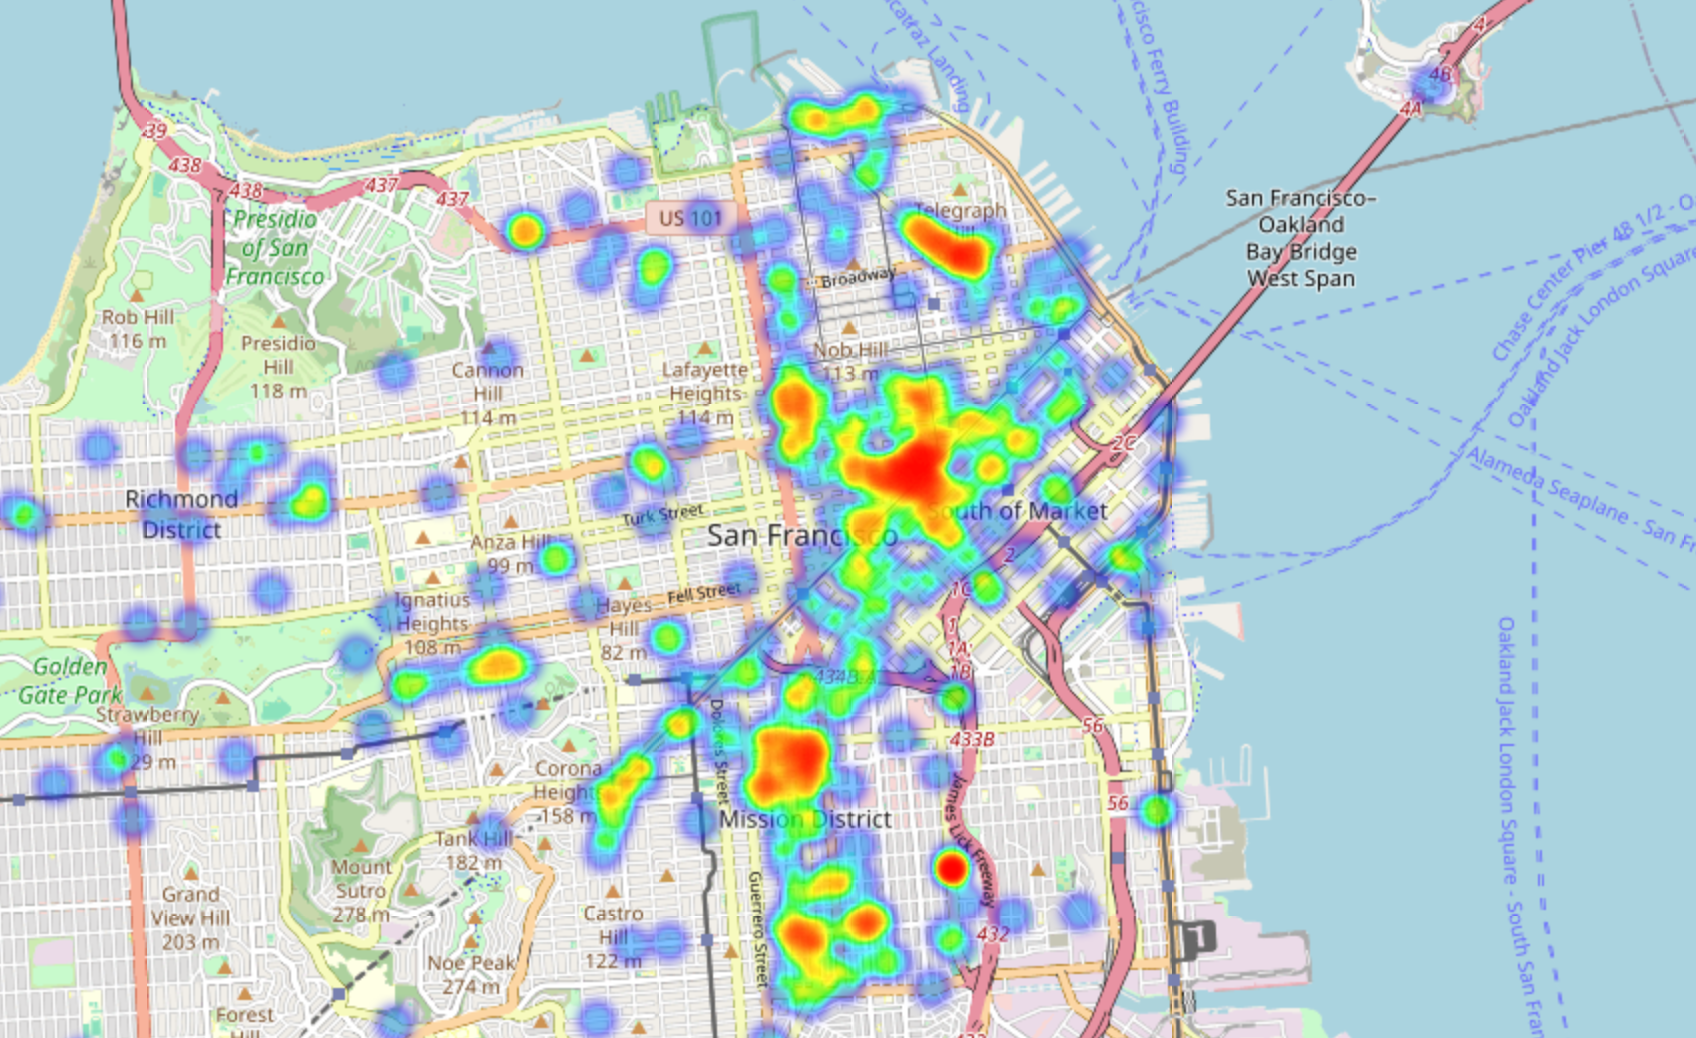 4
4B
4A
Alcatraz Landing
cisco Ferry Building
39
438
438
437
437
Presidio
of San
Francisco
US 101
Telegraph
San Francisco–
Oakland
Bay Bridge
West Span
Chase Center Pier 48 1/2 - O
Oakland Jack London Square
Broadway
Rob Hill
116 m
Presidio
Hill
118 m
Cannon
Hill
114 m
Lafayette
Heights
114 m
Nob Hill
113 m
2C
Alameda Seaplane - San Fr
Richmond
District
Turk Street
South of Market
San Francisco
Anza Hill
99 m
2
1C
Fell Street
Ignatius
Heights
108 m
Hayes
Hill
82 m
1
1A;
1B
Golden
Gate Park
434B-A
Strawberry
Hill
29 m
Dolores Street
433B
56
Oakland Jack London Square - South San Fran
Corona
Heights
158 m
James Lick Freeway
56
Mission District
Tank Hill
182 m
Mount
Sutro
278 m
Guerrero Street
Grand
View Hill
203 m
Castro
Hill
122 m
432
Noe Peak
274 m
Forest
Hill